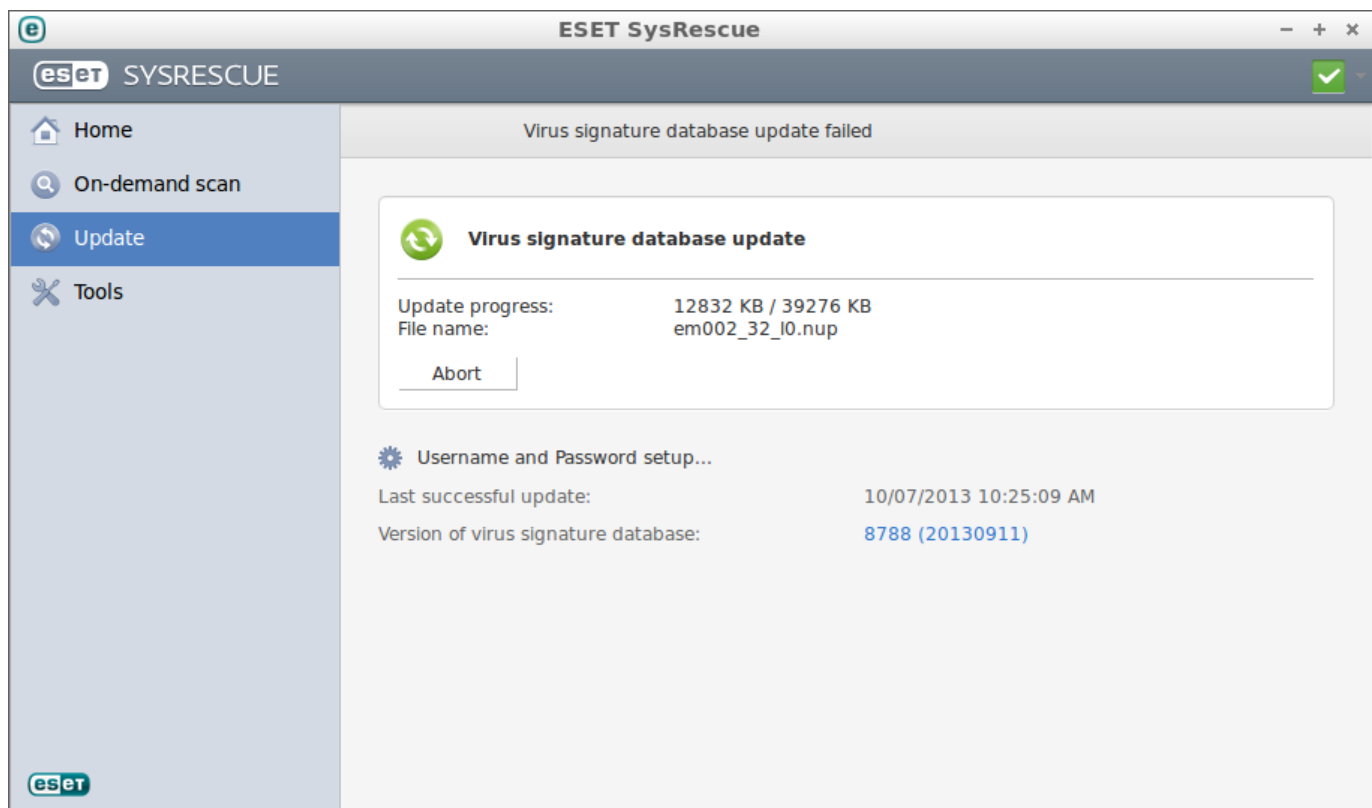 e
ESET SysRescue
eset SYSRESCUE
Home
Virus signature database update failed
On-demand scan
Update
Virus signature database update
Tools
Update progress: 12832 KB / 39276 KB
File name: em002_32_l0.nup
Abort
Username and Password setup...
Last successful update: 10/07/2013 10:25:09 AM
Version of virus signature database: 8788 (20130911)
eset